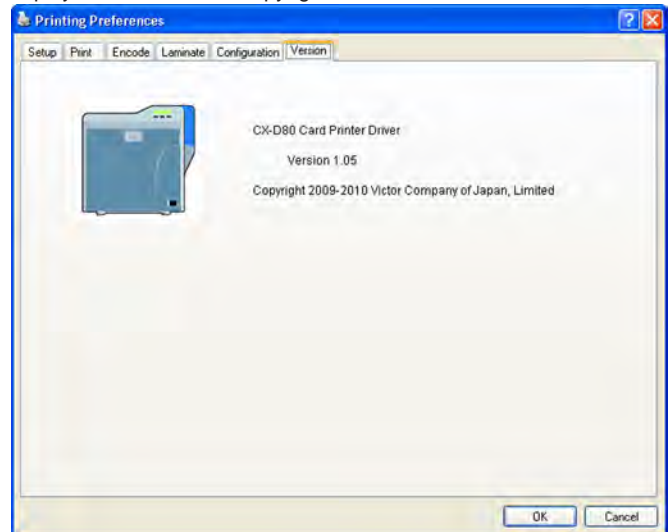 Printing Preferences
Setup Print Encode Laminate Configuration Version
CX-D80 Card Printer Driver
Version 1.05
Copyright 2009-2010 Victor Company of Japan, Limited
OK Cancel